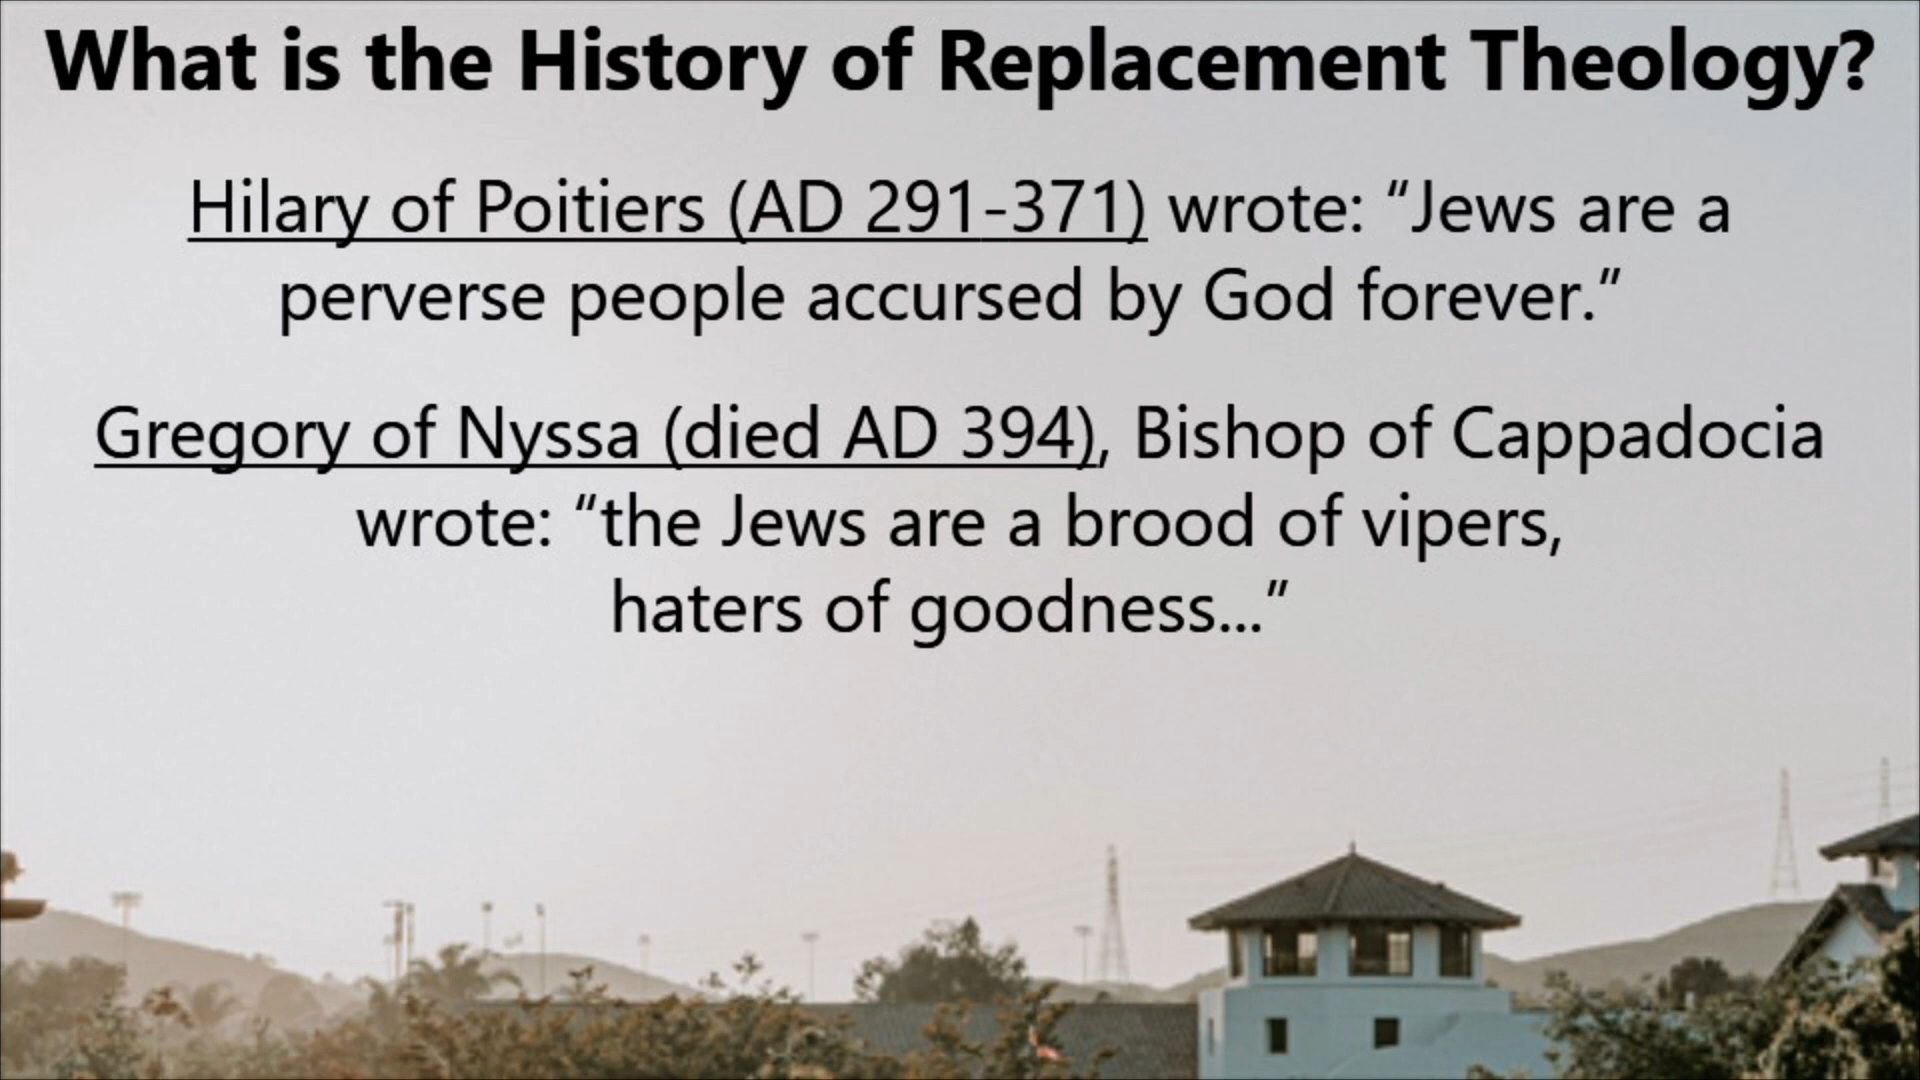 What is the History of Replacement Theology?
Hilary of Poitiers (AD 291-371) wrote: “Jews are a
perverse people accursed by God forever.”
Gregory of Nyssa (died AD 394), Bishop of Cappadocia
wrote: “the Jews are a brood of vipers,
haters of goodness...”